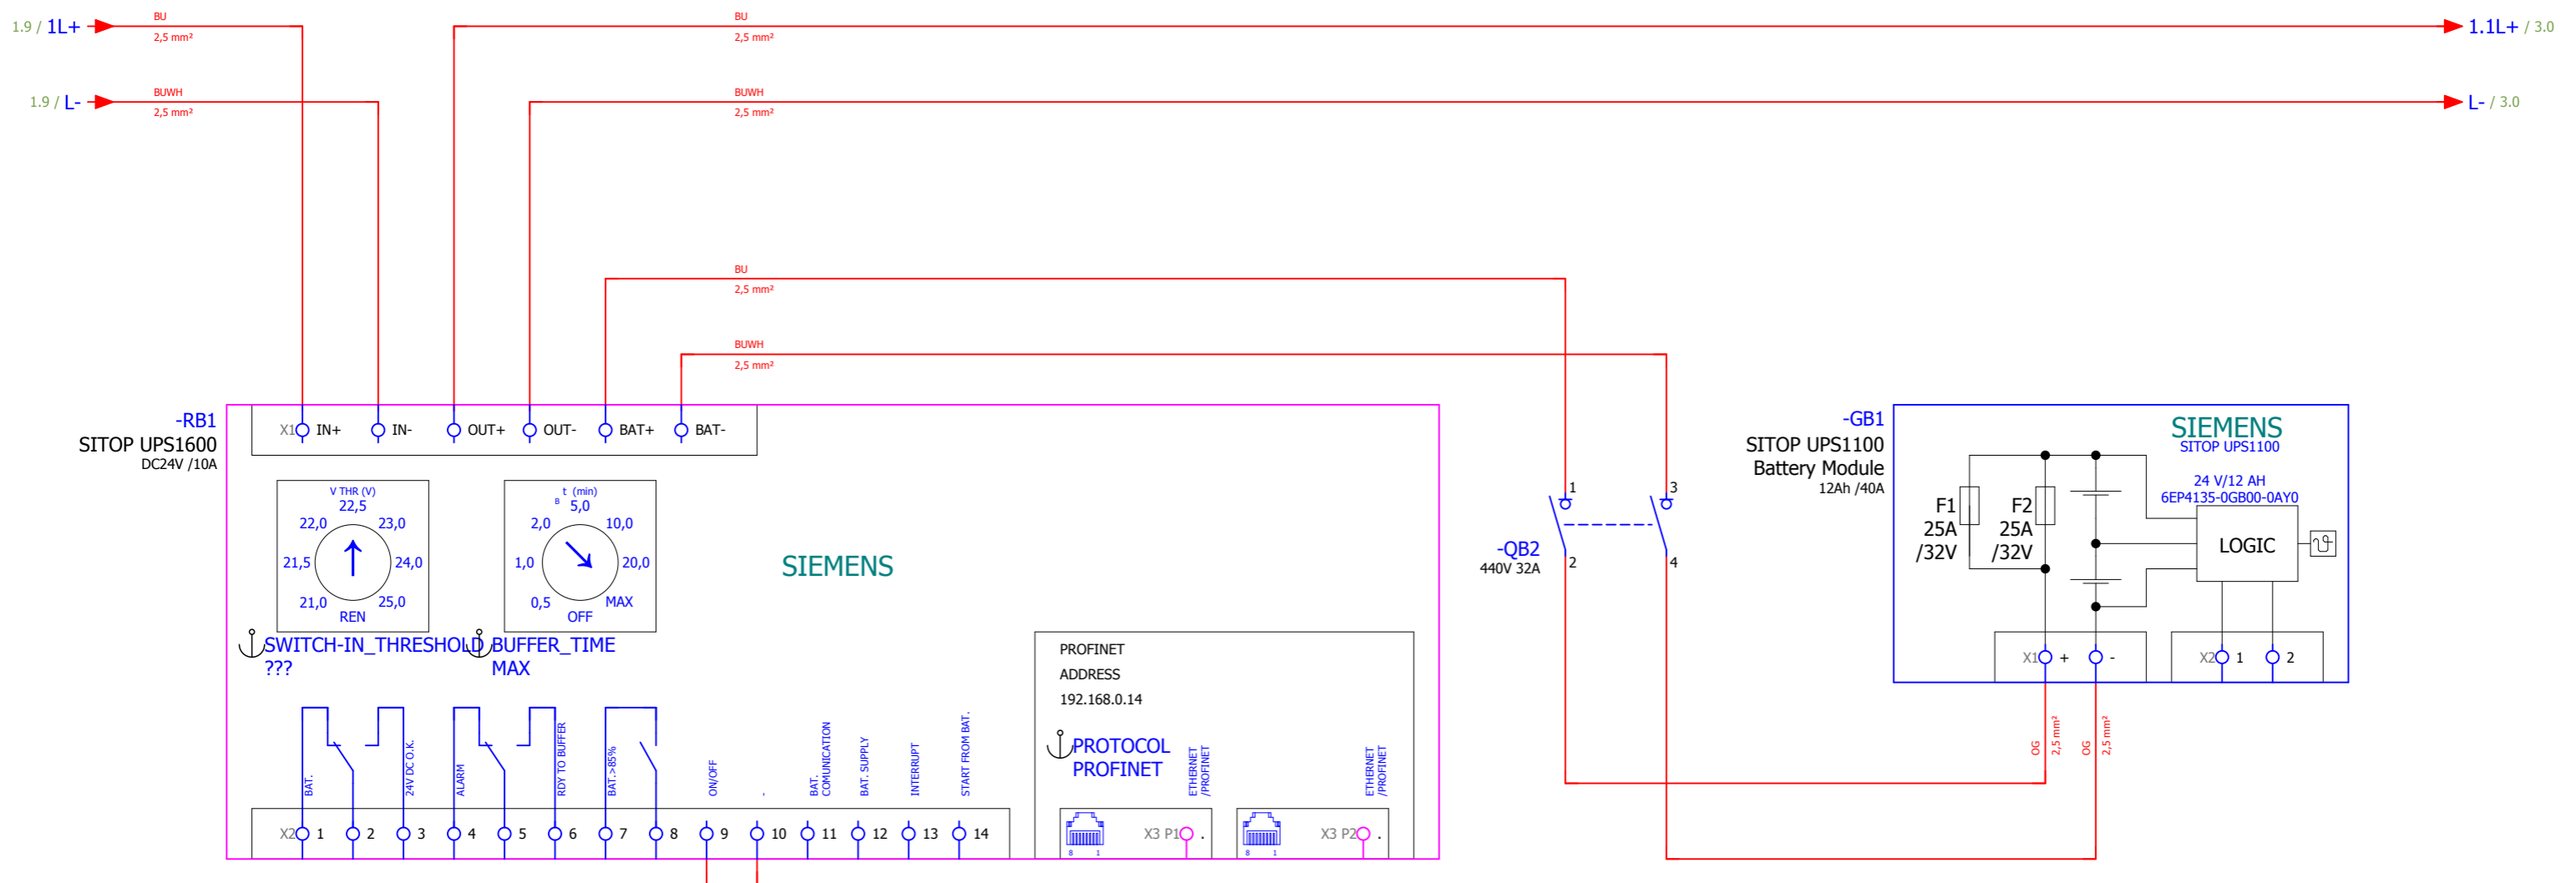 1.9 / 1L+
BU
2,5 mm²
BU
2,5 mm²
1.1L+ / 3.0
1.9 / L-
BUWH
2,5 mm²
BUWH
2,5 mm²
L- / 3.0
BU
2,5 mm²
BUWH
2,5 mm²
-RB1
SITOP UPS1600
DC24V /10A
X1 IN+ IN- OUT+ OUT- BAT+ BAT-
V THR (V)
22,5
22,0 23,0
21,5 24,0
21,0 25,0
REN
t (min)
B 5,0
2,0 10,0
1,0 20,0
0,5 MAX
OFF
SIEMENS
SWITCH-IN_THRESHOLD
???
BUFFER_TIME
MAX
PROFINET
ADDRESS
192.168.0.14
PROTOCOL
PROFINET
ETHERNET
/PROFINET
ETHERNET
/PROFINET
BAT.
24V DC O.K.
ALARM
RDY TO BUFFER
BAT.>85%
ON/OFF
-
BAT.
COMUNICATION
BAT. SUPPLY
INTERRUPT
START FROM BAT.
X2 1 2 3 4 5 6 7 8 9 10 11 12 13 14
8 1
X3 P1 .
8 1
X3 P2 .
1 3
-QB2
440V 32A
2 4
-GB1
SITOP UPS1100
Battery Module
12Ah /40A
SIEMENS
SITOP UPS1100
24 V/12 AH
6EP4135-0GB00-0AY0
F1
25A
/32V
F2
25A
/32V
LOGIC
ϑ
X1 + -
X2 1 2
OG
2,5 mm²
OG
2,5 mm²